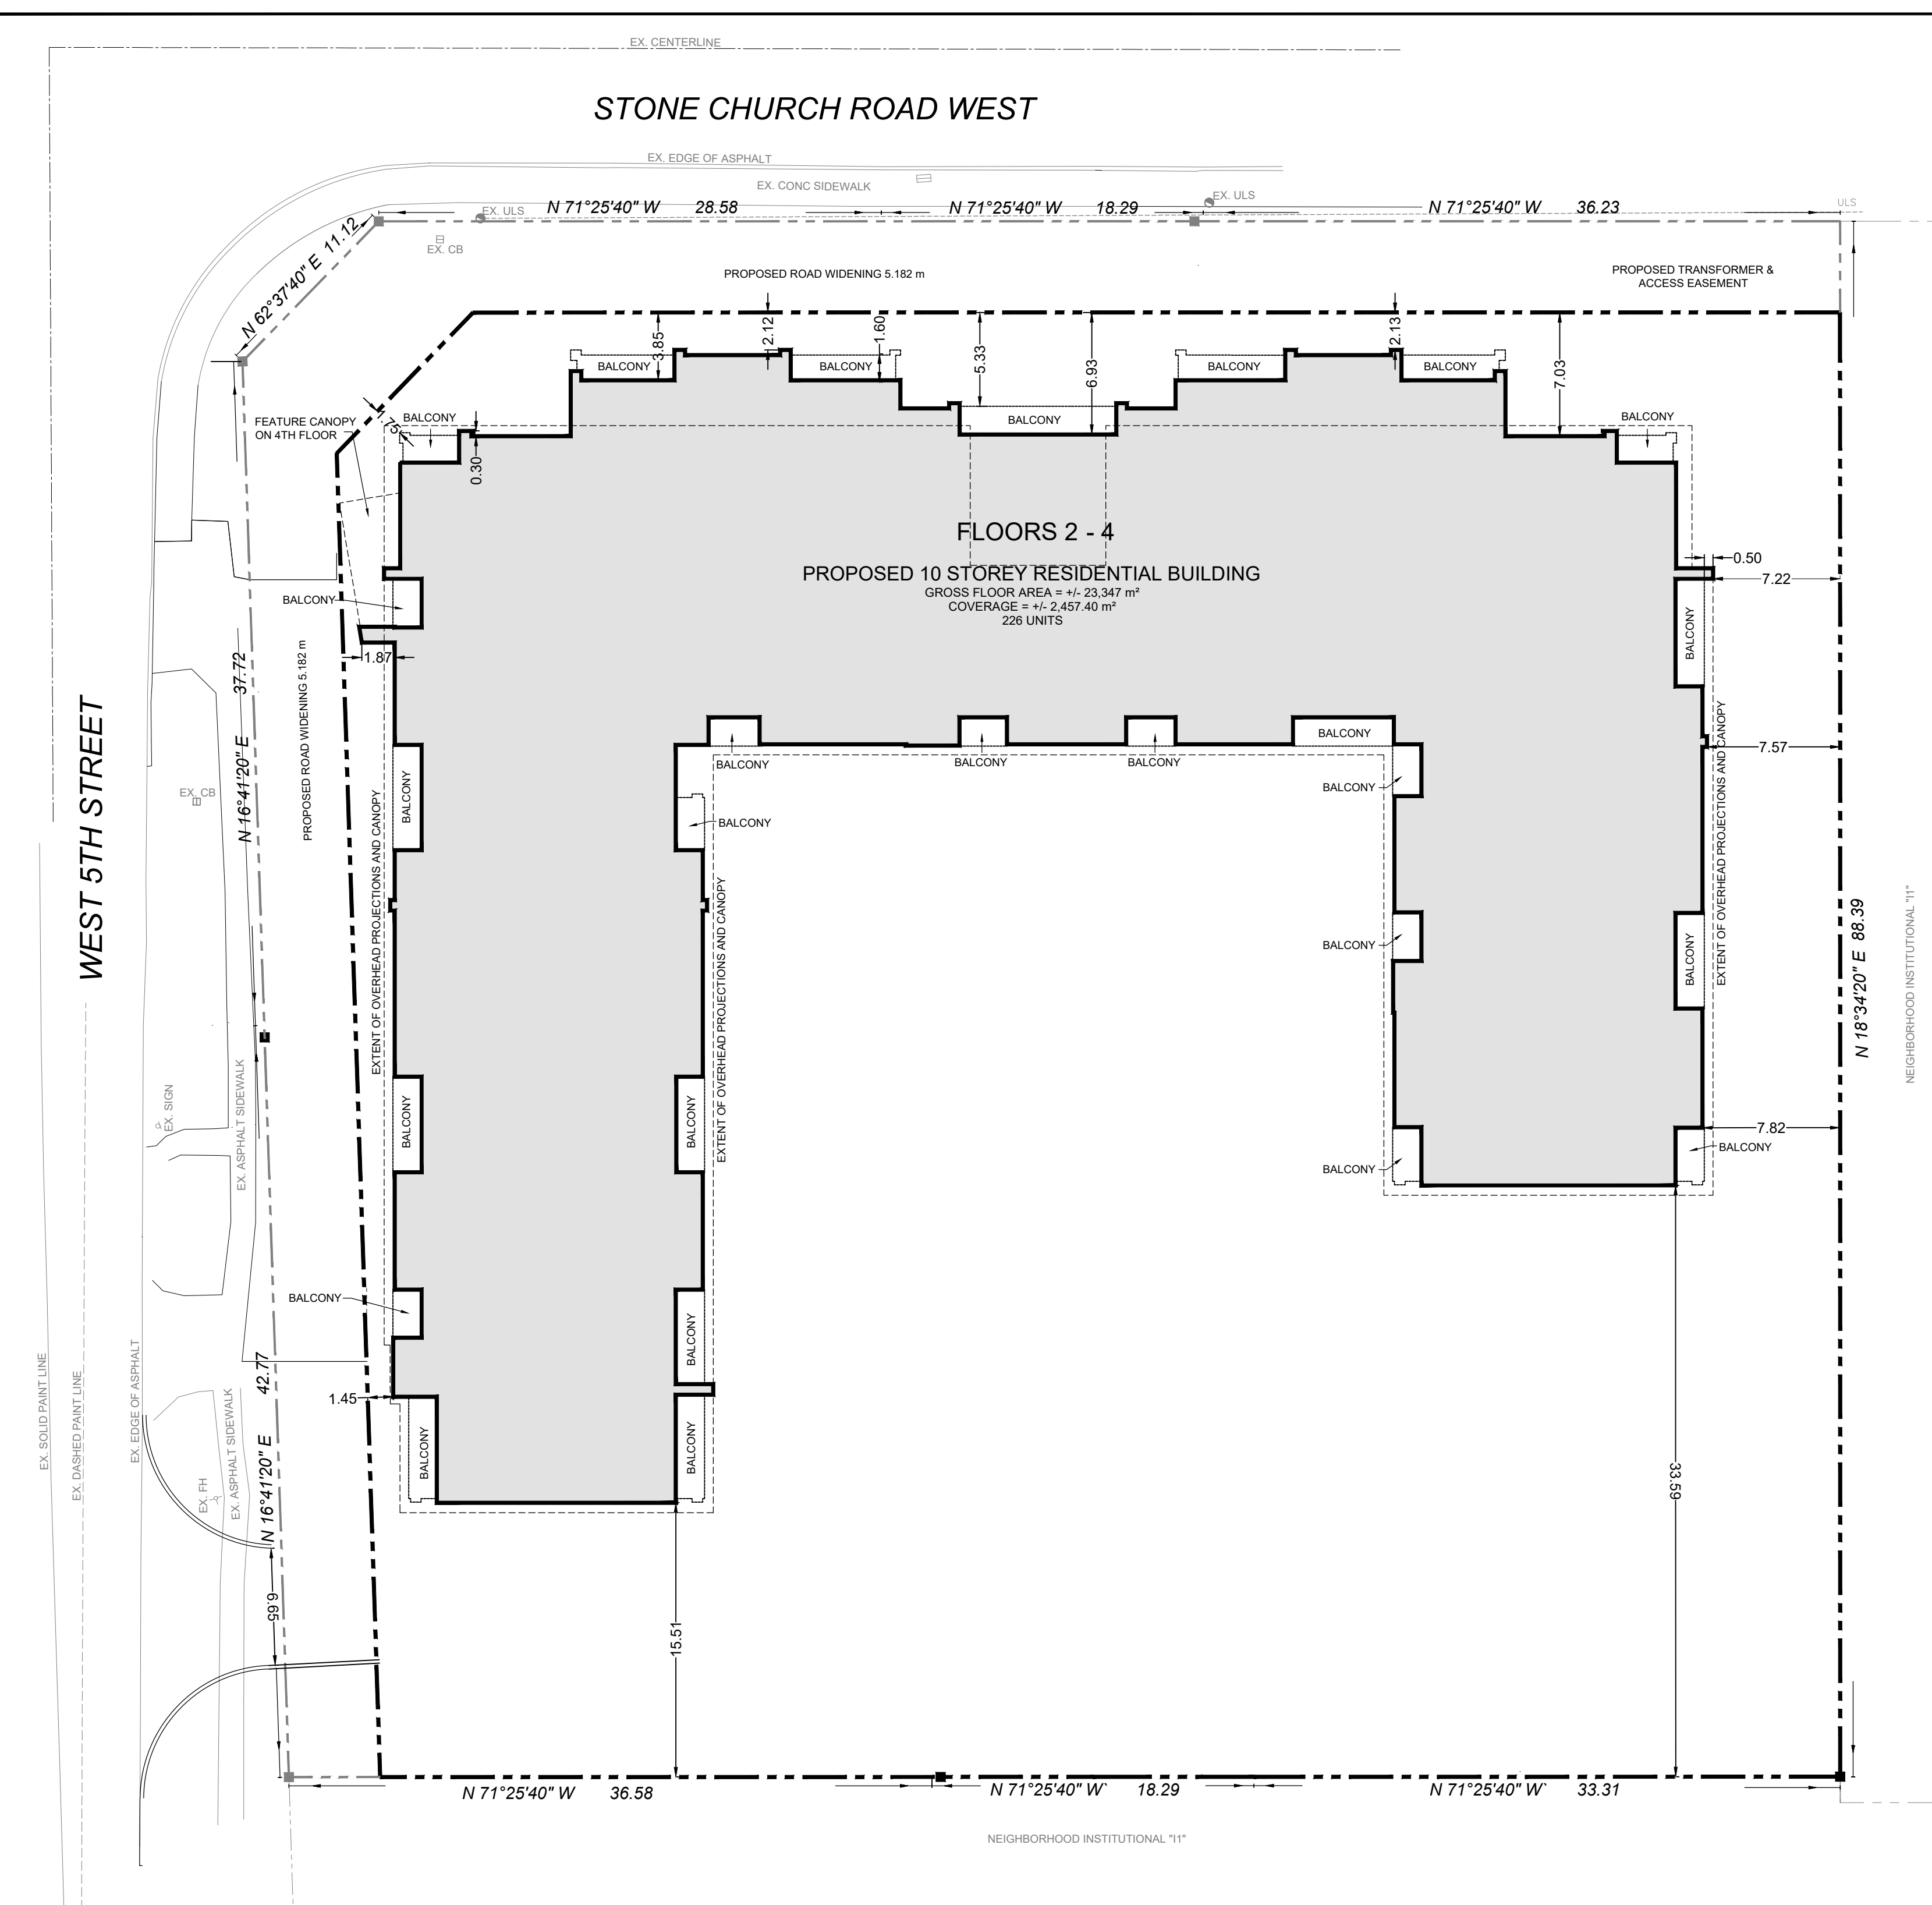 EX. CENTERLINE
STONE CHURCH ROAD WEST
EX. EDGE OF ASPHALT
EX. CONC SIDEWALK
EX. ULS
EX. ULS
ULS
N 71°25'40" W 28.58
N 71°25'40" W 18.29
N 71°25'40" W 36.23
N 62°37'40" E 11.12
EX. CB
PROPOSED ROAD WIDENING 5.182 m
PROPOSED TRANSFORMER &
ACCESS EASEMENT
3.85
2.12
1.60
5.33
6.93
2.13
7.03
BALCONY
BALCONY
BALCONY
BALCONY
BALCONY
BALCONY
BALCONY
1.75
0.30
FEATURE CANOPY
ON 4TH FLOOR
FLOORS 2 - 4
PROPOSED 10 STOREY RESIDENTIAL BUILDING
GROSS FLOOR AREA = +/- 23,347 m²
COVERAGE = +/- 2,457.40 m²
226 UNITS
0.50
7.22
BALCONY
BALCONY
1.87
37.72
N 16°41'20" E
PROPOSED ROAD WIDENING 5.182 m
WEST 5TH STREET
EX. CB
EXTENT OF OVERHEAD PROJECTIONS AND CANOPY
BALCONY
BALCONY
BALCONY
BALCONY
BALCONY
BALCONY
BALCONY
BALCONY
EXTENT OF OVERHEAD PROJECTIONS AND CANOPY
7.57
EXTENT OF OVERHEAD PROJECTIONS AND CANOPY
BALCONY
BALCONY
N 18°34'20" E 88.39
NEIGHBORHOOD INSTITUTIONAL "I1"
EX. SIGN
EX. ASPHALT SIDEWALK
BALCONY
BALCONY
BALCONY
7.82
BALCONY
BALCONY
BALCONY
42.77
N 16°41'20" E
1.45
BALCONY
BALCONY
EX. SOLID PAINT LINE
EX. DASHED PAINT LINE
EX. EDGE OF ASPHALT
EX. FH
EX. ASPHALT SIDEWALK
33.59
6.65
15.51
N 71°25'40" W 36.58
N 71°25'40" W` 18.29
N 71°25'40" W` 33.31
NEIGHBORHOOD INSTITUTIONAL "I1"